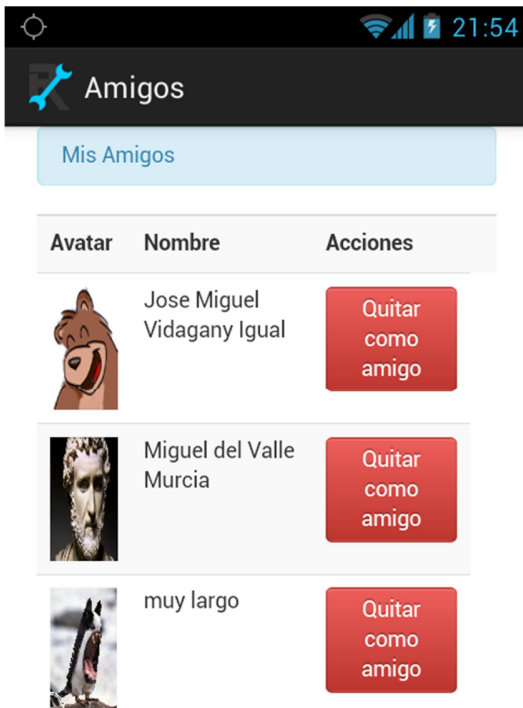 21:54
Amigos
Mis Amigos
Avatar Nombre Acciones
Jose Miguel
Vidagany Igual
Quitar
como
amigo
Miguel del Valle
Murcia
Quitar
como
amigo
muy largo
Quitar
como
amigo